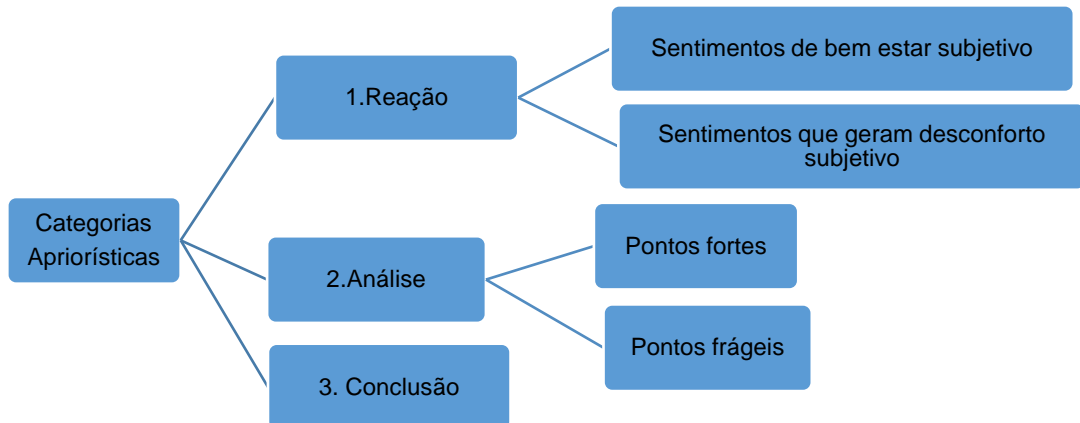 Categorias
Apriorísticas
1.Reação
Sentimentos de bem estar subjetivo
Sentimentos que geram desconforto
subjetivo
2.Análise
Pontos fortes
Pontos frágeis
3. Conclusão